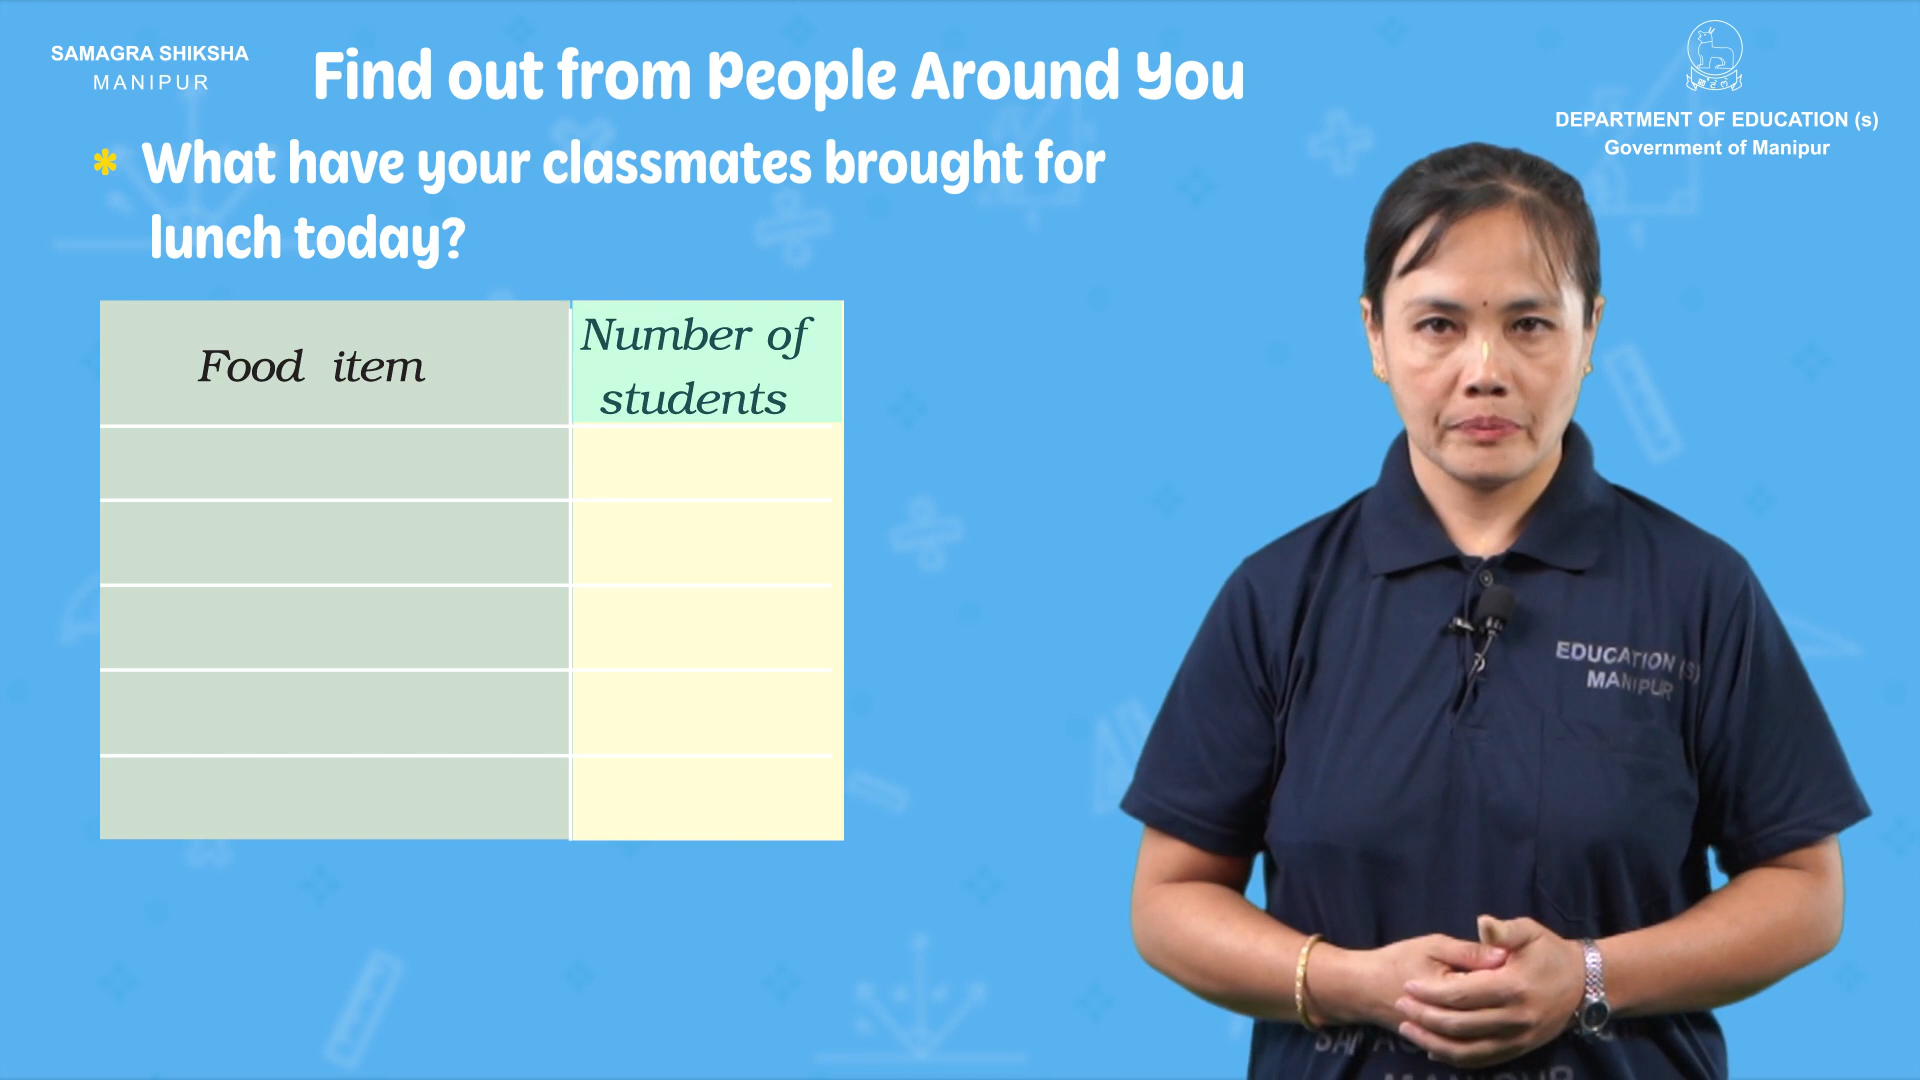 SAMAGRA SHIKSHA
MANIPUR
Find out from People Around You
DEPARTMENT OF EDUCATION (s)
Government of Manipur
* What have your classmates brought for
lunch today?
Food item
Number of
students
EDUCATION (S)
MANIPUR